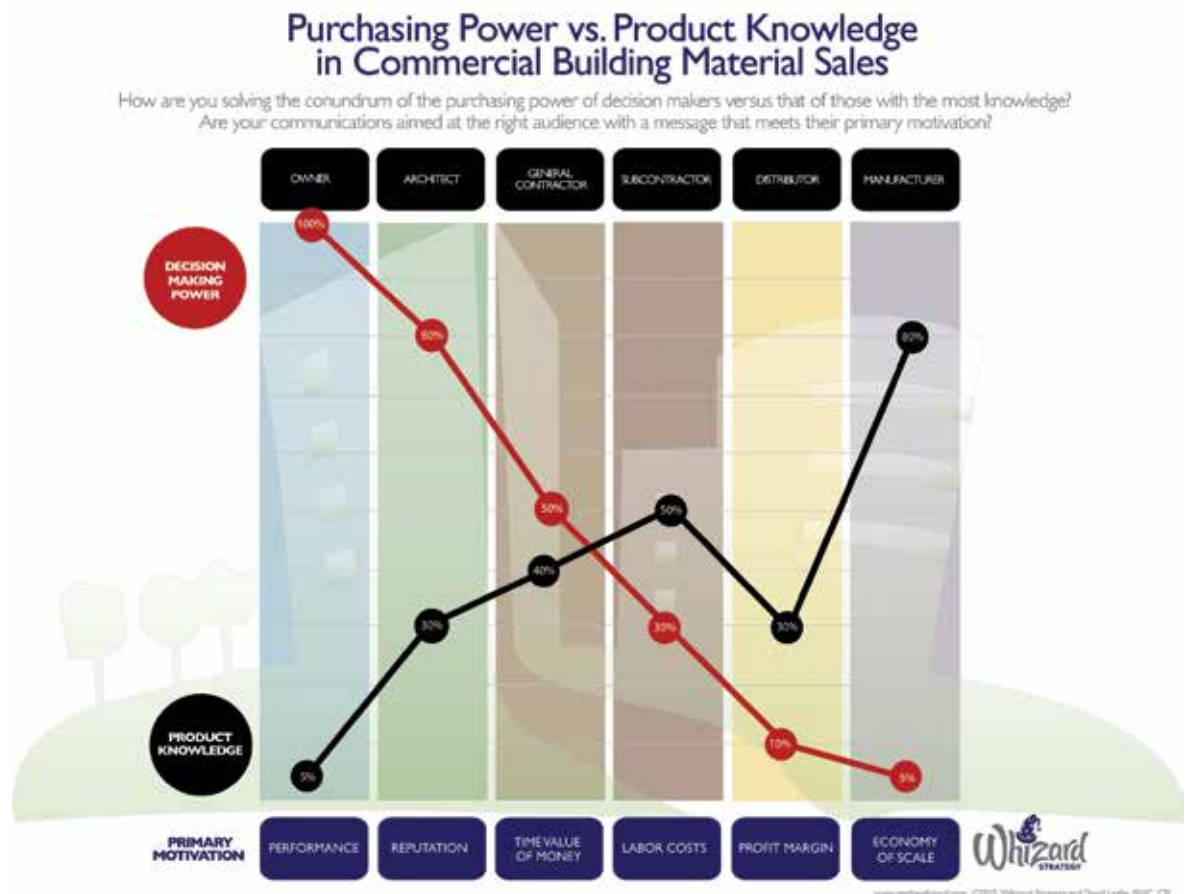 Purchasing Power vs. Product Knowledge
in Commercial Building Material Sales
How are you solving the conundrum of the purchasing power of decision makers versus that of those with the most knowledge?
Are your communications aimed at the right audience with a message that meets their primary motivation?
OWNER
ARCHITECT
GENERAL
CONTRACTOR
SUBCONTRACTOR
DISTRIBUTOR
MANUFACTURER
100%
DECISION
MAKING
POWER
80%
80%
50%
50%
40%
30%
30%
30%
PRODUCT
KNOWLEDGE
10%
5%
5%
PRIMARY
MOTIVATION
PERFORMANCE
REPUTATION
TIME VALUE
OF MONEY
LABOR COSTS
PROFIT MARGIN
ECONOMY
OF SCALE
Whizard
STRATEGY